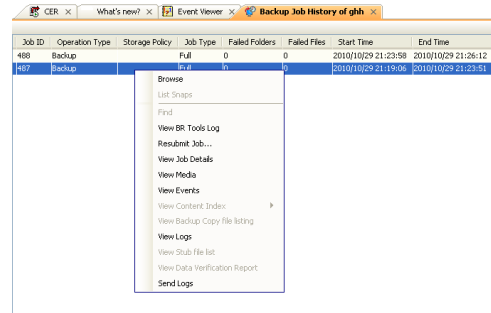 CER × What's new? × Event Viewer × Backup Job History of ghh ×
Job ID Operation Type Storage Policy Job Type Failed Folders Failed Files Start Time End Time
488 Backup Full 0 0 2010/10/29 21:23:58 2010/10/29 21:26:12
487 Backup Full 0 0 2010/10/29 21:19:06 2010/10/29 21:23:51
Browse
List Snaps
Find
View BR Tools Log
Resubmit Job...
View Job Details
View Media
View Events
View Content Index
View Backup Copy file listing
View Logs
View Stub file list
View Data Verification Report
Send Logs